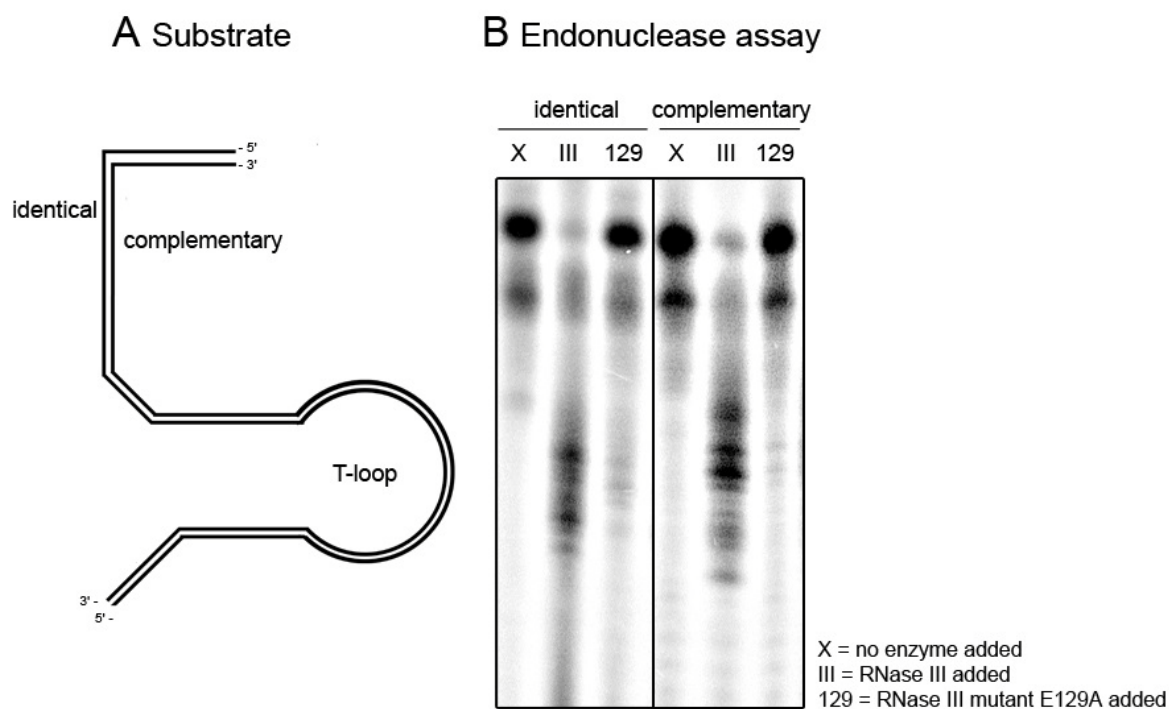 A Substrate
B Endonuclease assay
identical complementary
X III 129 X III 129
- 5'
- 3'
identical
complementary
T-loop
3' -
5' -
X = no enzyme added
III = RNase III added
129 = RNase III mutant E129A added